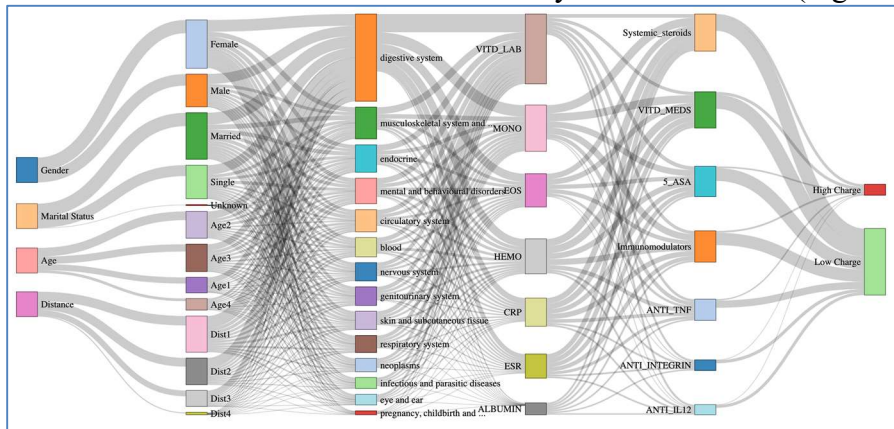 Gender
Marital Status
Age
Distance
Female
Male
Married
Single
Unknown
Age2
Age3
Age1
Age4
Dist1
Dist2
Dist3
Dist4
digestive system
musculoskeletal system and ...
endocrine
mental and behavioural disorders
circulatory system
blood
nervous system
genitourinary system
skin and subcutaneous tissue
respiratory system
neoplasms
infectious and parasitic diseases
eye and ear
pregnancy, childbirth and ...
VITD_LAB
MONO
EOS
HEMO
CRP
ESR
ALBUMIN
Systemic_steroids
VITD_MEDS
5_ASA
Immunomodulators
ANTI_TNF
ANTI_INTEGRIN
ANTI_IL12
High Charge
Low Charge